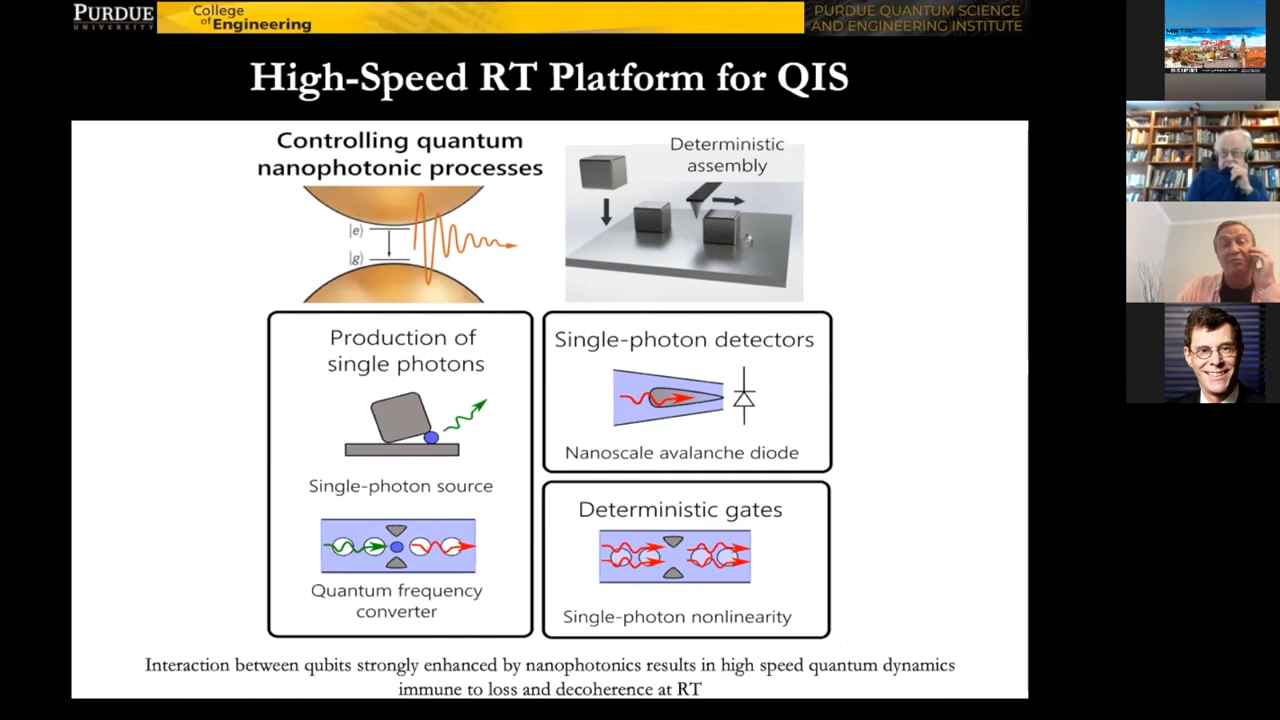 PURDUE
UNIVERSITY
College
of Engineering
PURDUE QUANTUM SCIENCE
AND ENGINEERING INSTITUTE
High-Speed RT Platform for QIS
Controlling quantum
nanophotonic processes
|e⟩
|g⟩
Deterministic
assembly
Production of
single photons
Single-photon source
Quantum frequency
converter
Single-photon detectors
Nanoscale avalanche diode
Deterministic gates
Single-photon nonlinearity
Interaction between qubits strongly enhanced by nanophotonics results in high speed quantum dynamics
immune to loss and decoherence at RT
META
ON-LINE